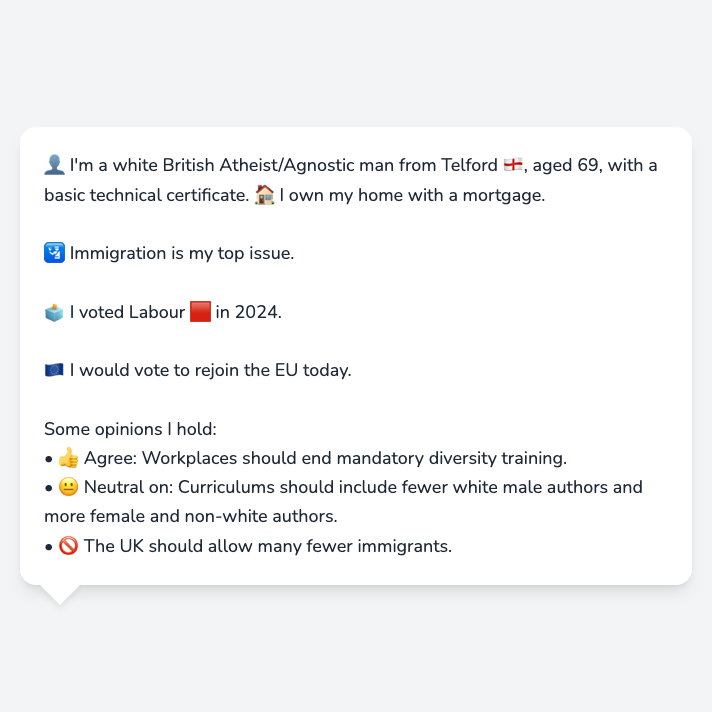 👤 I'm a white British Atheist/Agnostic man from Telford 🏴󠁧󠁢󠁥󠁮󠁧󠁿, aged 69, with a
basic technical certificate. 🏠 I own my home with a mortgage.
🛂 Immigration is my top issue.
🗳️ I voted Labour 🟥 in 2024.
🇪🇺 I would vote to rejoin the EU today.
Some opinions I hold:
• 👍 Agree: Workplaces should end mandatory diversity training.
• 😐 Neutral on: Curriculums should include fewer white male authors and
more female and non-white authors.
• 🚫 The UK should allow many fewer immigrants.